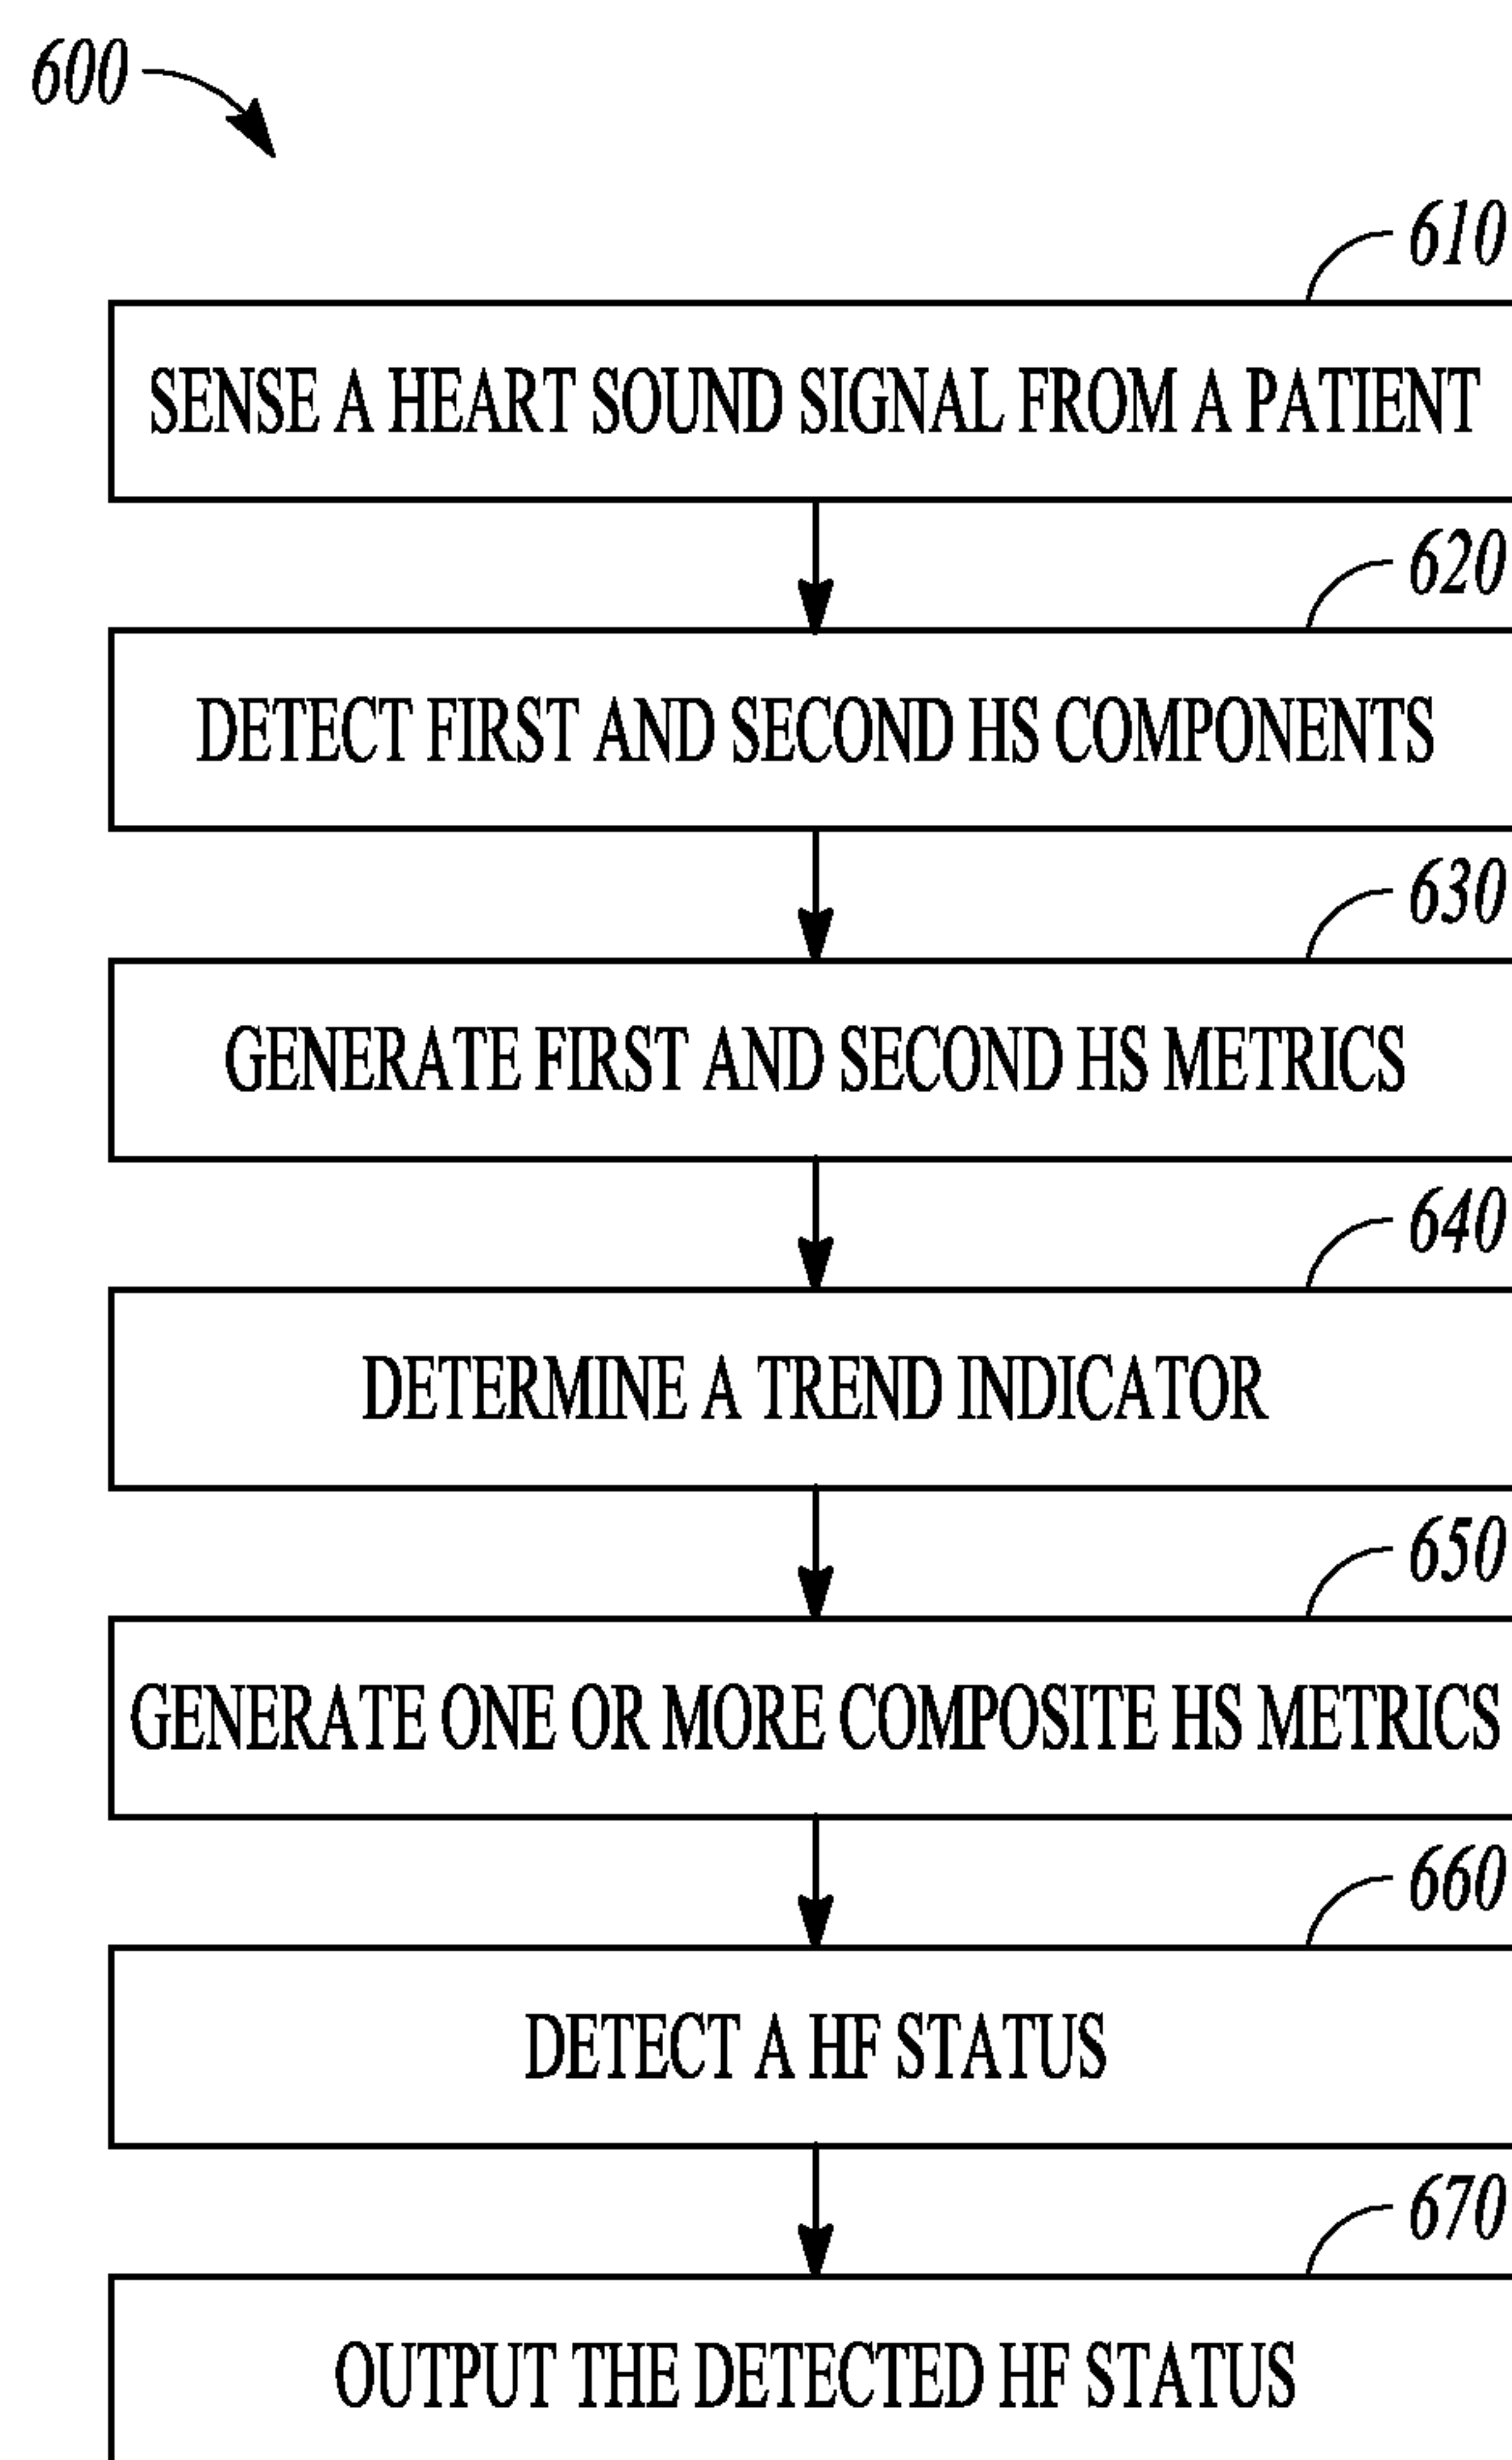 600
610
SENSE A HEART SOUND SIGNAL FROM A PATIENT
620
DETECT FIRST AND SECOND HS COMPONENTS
630
GENERATE FIRST AND SECOND HS METRICS
640
DETERMINE A TREND INDICATOR
650
GENERATE ONE OR MORE COMPOSITE HS METRICS
660
DETECT A HF STATUS
670
OUTPUT THE DETECTED HF STATUS